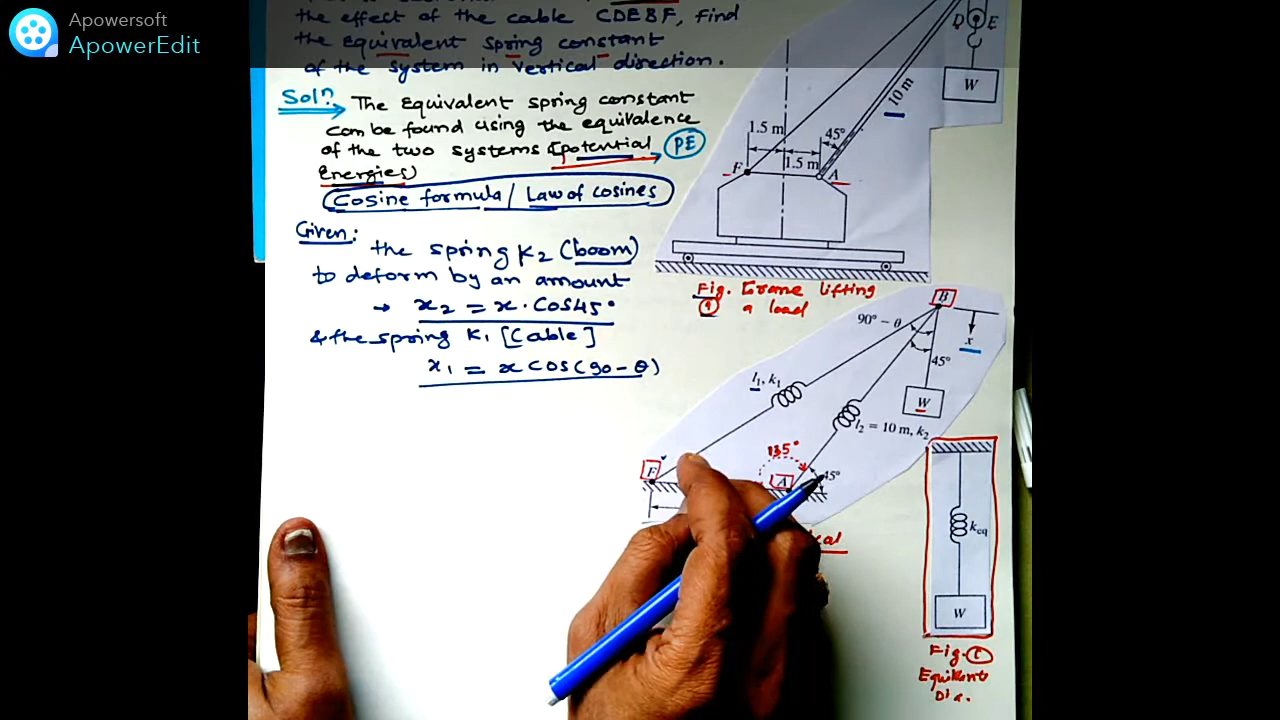 Apowersoft
ApowerEdit
the effect of the cable CDEBF, find
the equivalent spring constant
of the system in vertical direction.
Soln → The equivalent spring constant
can be found using the equivalence
of the two systems (potential → PE
Energies)
Cosine formula / Law of cosines
Given:
the spring K2 (boom)
to deform by an amount
→ x2 = x . Cos45°
& the spring K1 [Cable]
x1 = x cos(90-θ)
D E
W
10 m
1.5 m
45°
1.5 m
F
A
Fig. Crane lifting
① a load
B
90° − θ
x
45°
l1, k1
W
l2 = 10 m, k2
135°
F
A
45°
keq
W
Fig.
Dia.